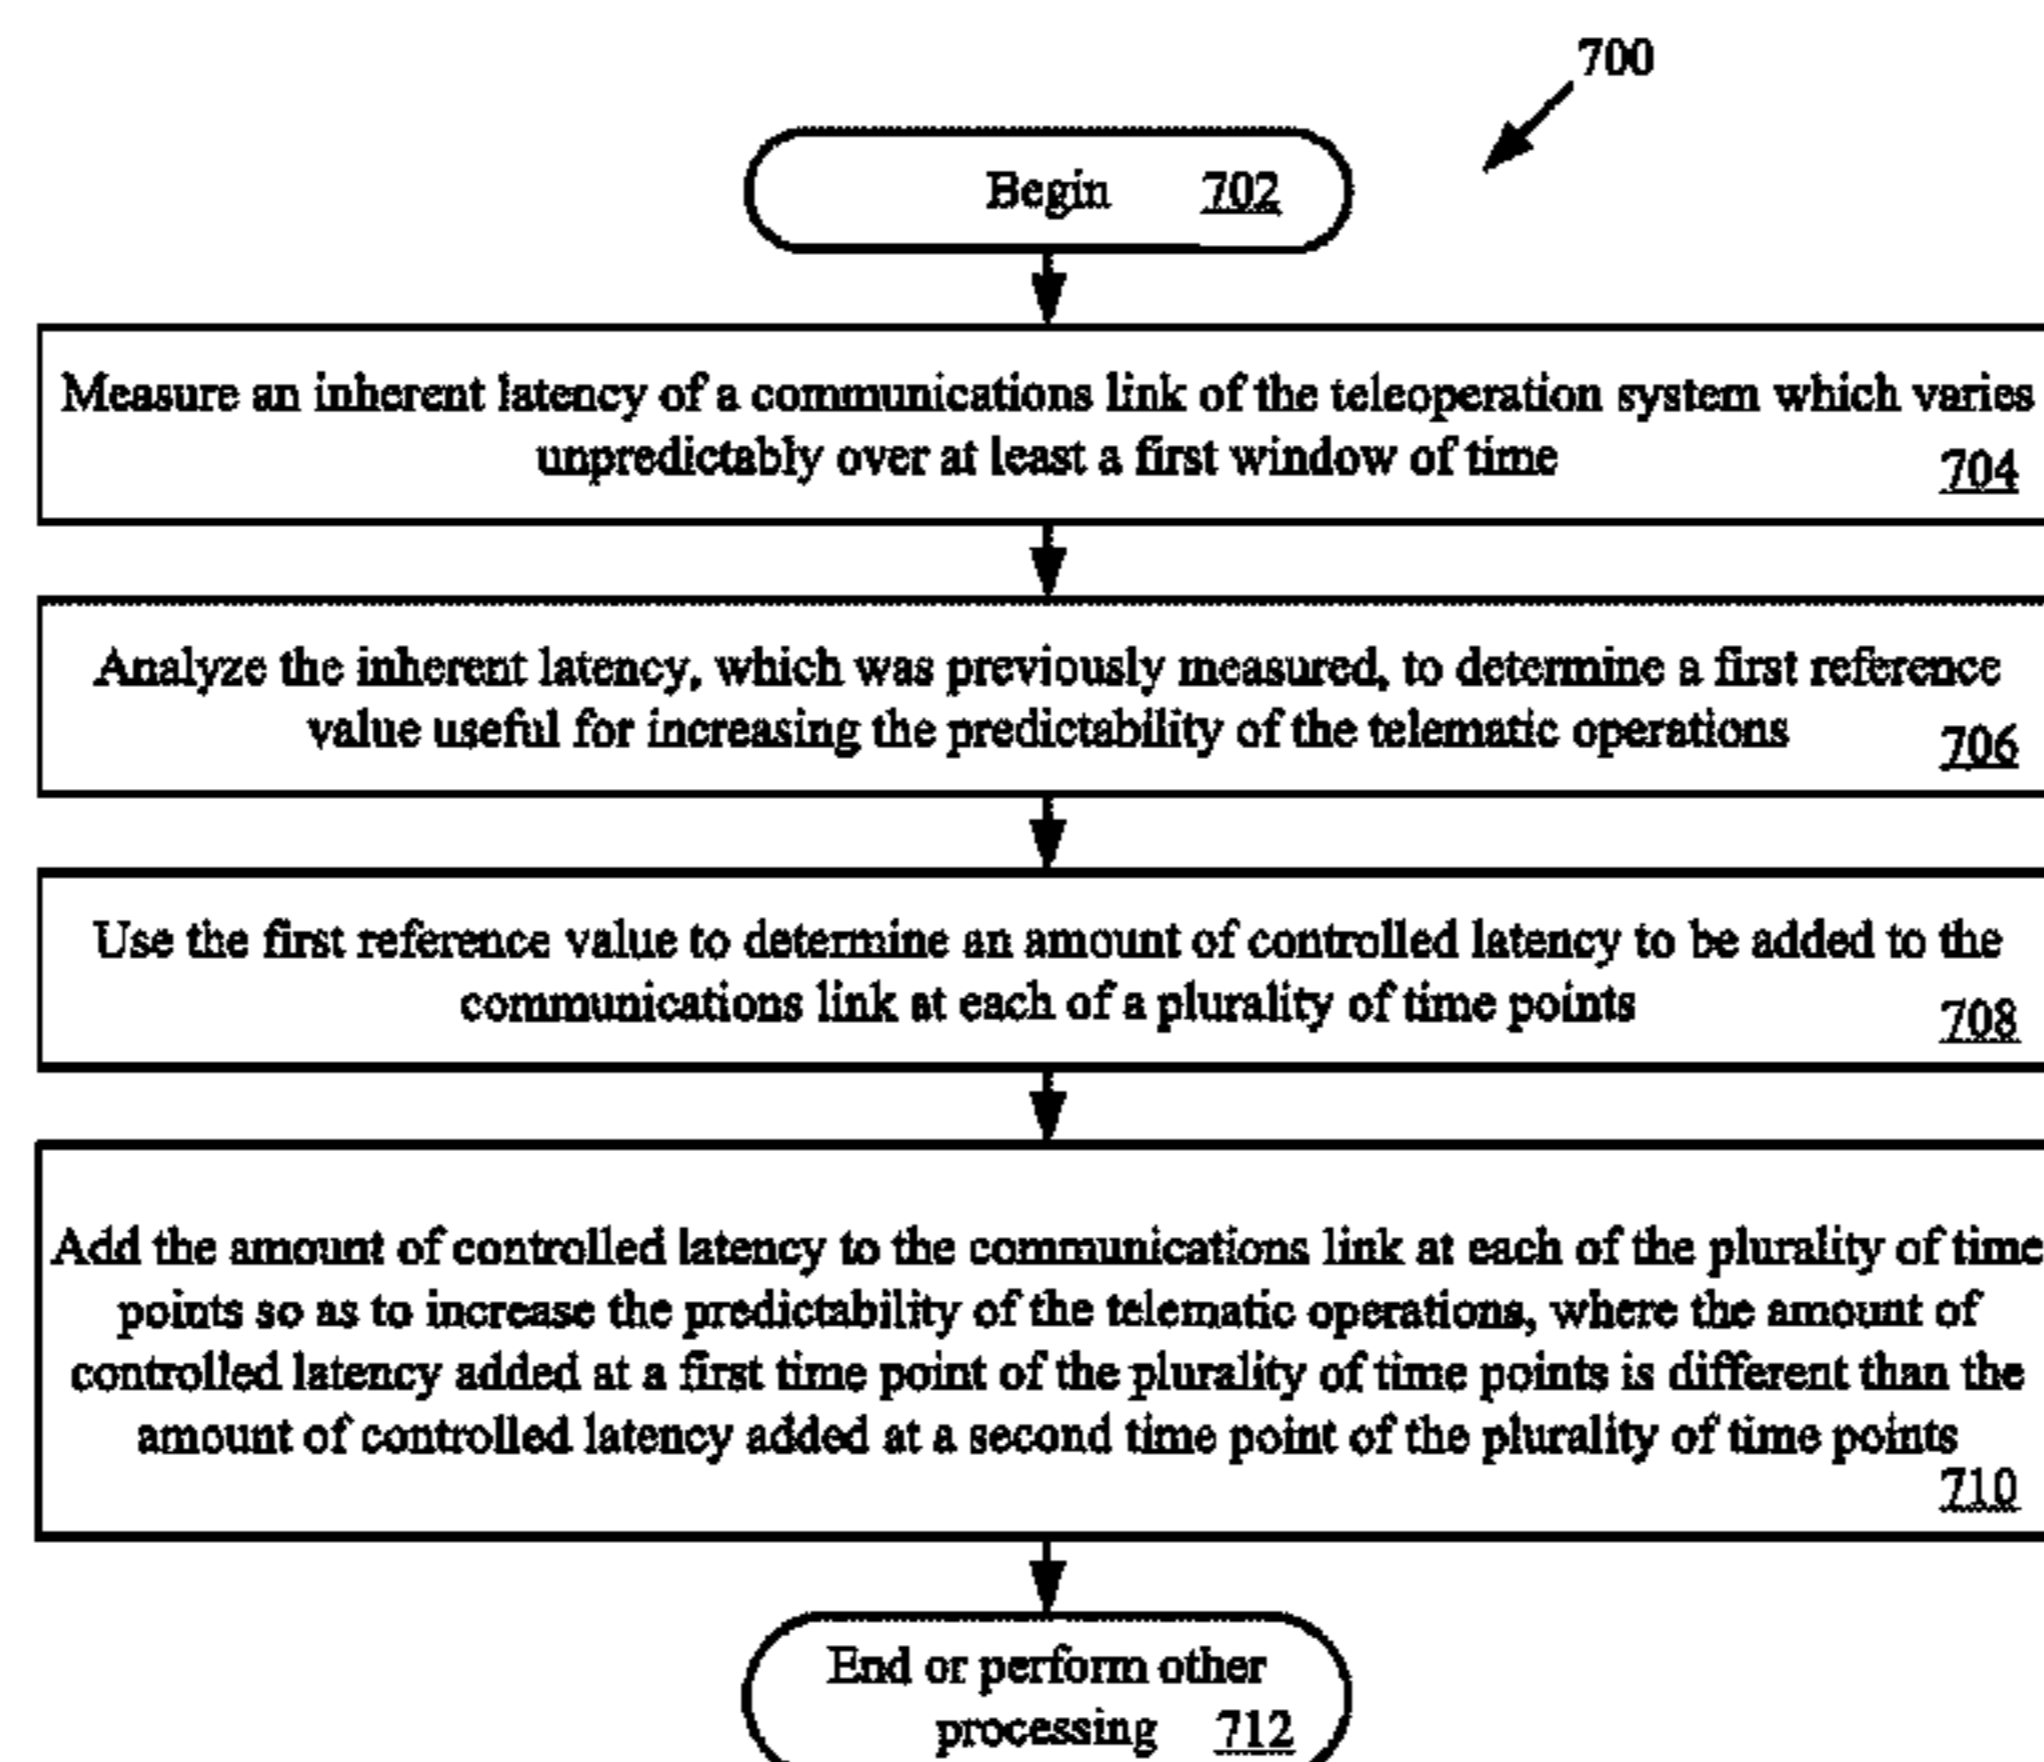 700
Begin 702
Measure an inherent latency of a communications link of the teleoperation system which varies
unpredictably over at least a first window of time
704
Analyze the inherent latency, which was previously measured, to determine a first reference
value useful for increasing the predictability of the telematic operations
706
Use the first reference value to determine an amount of controlled latency to be added to the
communications link at each of a plurality of time points
708
Add the amount of controlled latency to the communications link at each of the plurality of time
points so as to increase the predictability of the telematic operations, where the amount of
controlled latency added at a first time point of the plurality of time points is different than the
amount of controlled latency added at a second time point of the plurality of time points
710
End or perform other
processing 712